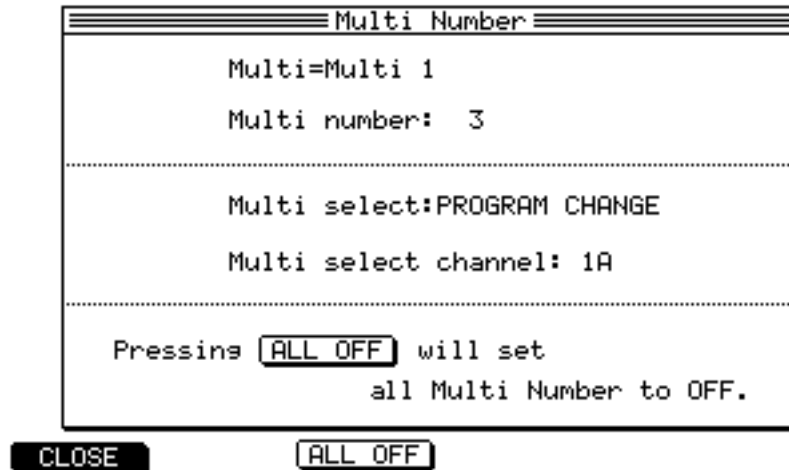 Multi Number
Multi=Multi 1
Multi number: 3
Multi select:PROGRAM CHANGE
Multi select channel: 1A
Pressing ALL OFF will set
all Multi Number to OFF.
CLOSE ALL OFF